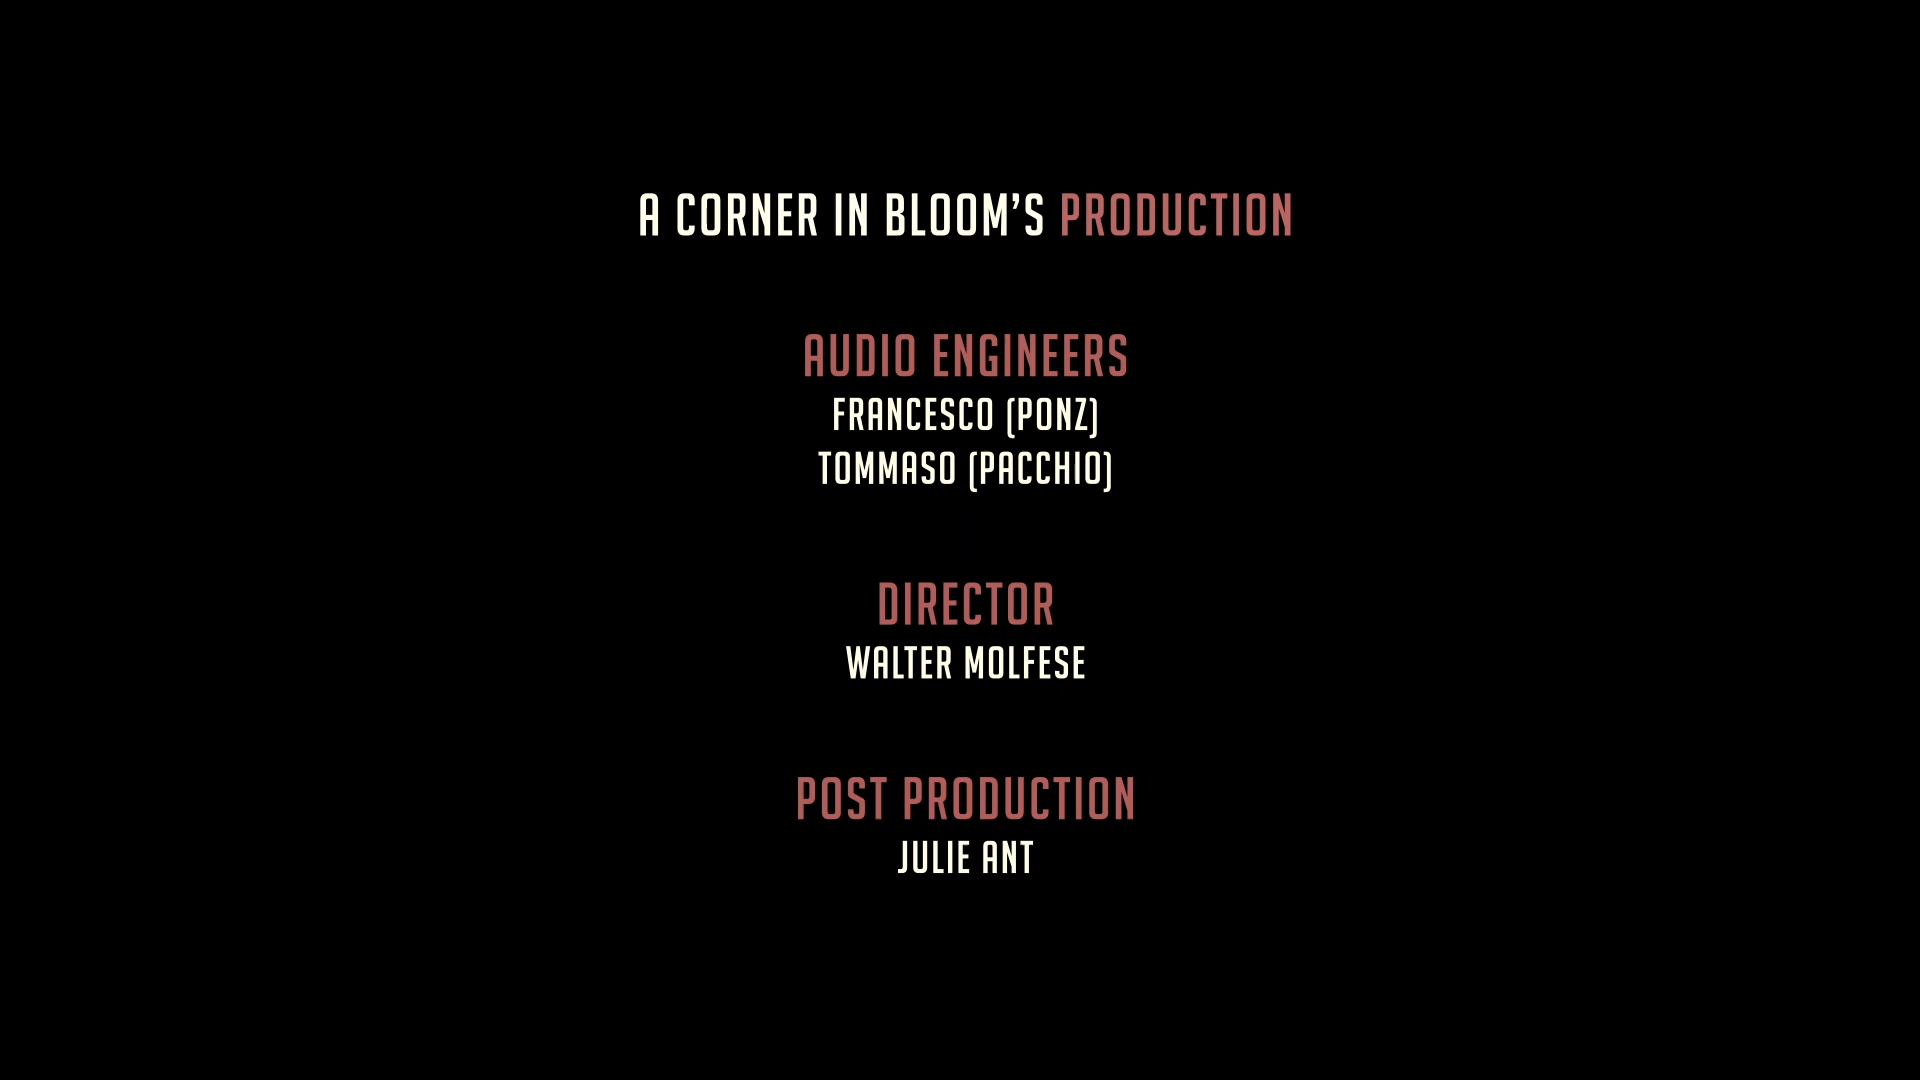 A CORNER IN BLOOM’S PRODUCTION
AUDIO ENGINEERS
FRANCESCO (PONZ)
TOMMASO (PACCHIO)
DIRECTOR
WALTER MOLFESE
POST PRODUCTION
JULIE ANT